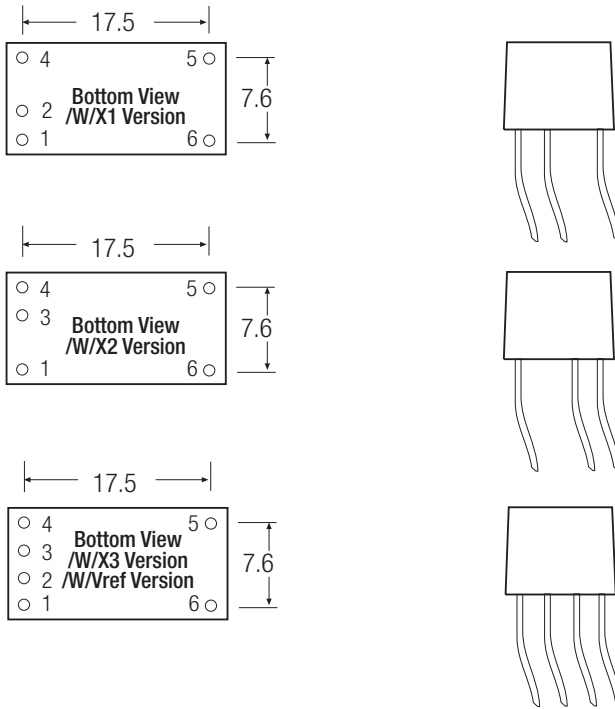 17.5
4 5
7.6
Bottom View
2 /W/X1 Version
1 6
17.5
4 5
3
7.6
Bottom View
/W/X2 Version
1 6
17.5
4 5
Bottom View
3 /W/X3 Version
7.6
2 /W/Vref Version
1 6